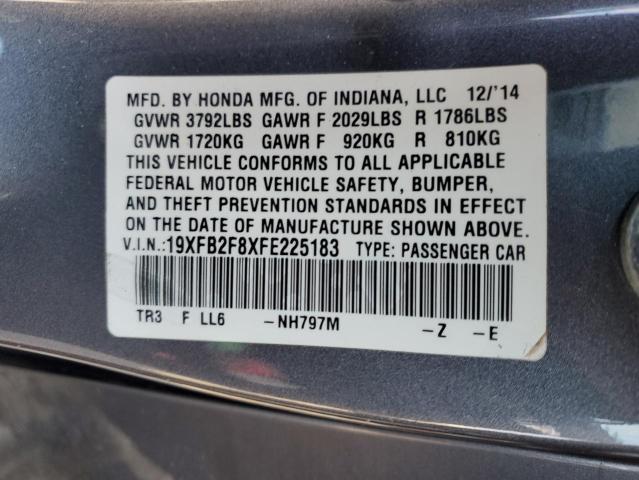 MFD. BY HONDA MFG. OF INDIANA, LLC 12/'14
GVWR 3792LBS GAWR F 2029LBS R 1786LBS
GVWR 1720KG GAWR F 920KG R 810KG
THIS VEHICLE CONFORMS TO ALL APPLICABLE
FEDERAL MOTOR VEHICLE SAFETY, BUMPER,
AND THEFT PREVENTION STANDARDS IN EFFECT
ON THE DATE OF MANUFACTURE SHOWN ABOVE.
V.I.N.:19XFB2F8XFE225183 TYPE: PASSENGER CAR
TR3 F LL6 -NH797M -Z -E